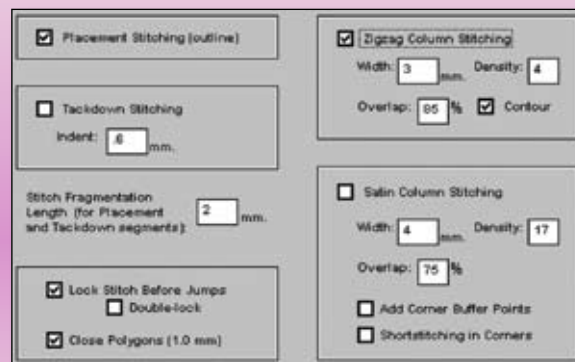 Placement Stitching (outline)
Tackdown Stitching
Indent: .6 mm.
Stitch Fragmentation
Length (for Placement
and Tackdown segments): 2 mm.
Lock Stitch Before Jumps
Double-lock
Close Polygons (1.0 mm)
Zigzag Column Stitching
Width: 3 mm. Density: 4
Overlap: 85 % Contour
Satin Column Stitching
Width: 4 mm. Density: 17
Overlap: 75 %
Add Corner Buffer Points
Shortstitching in Corners